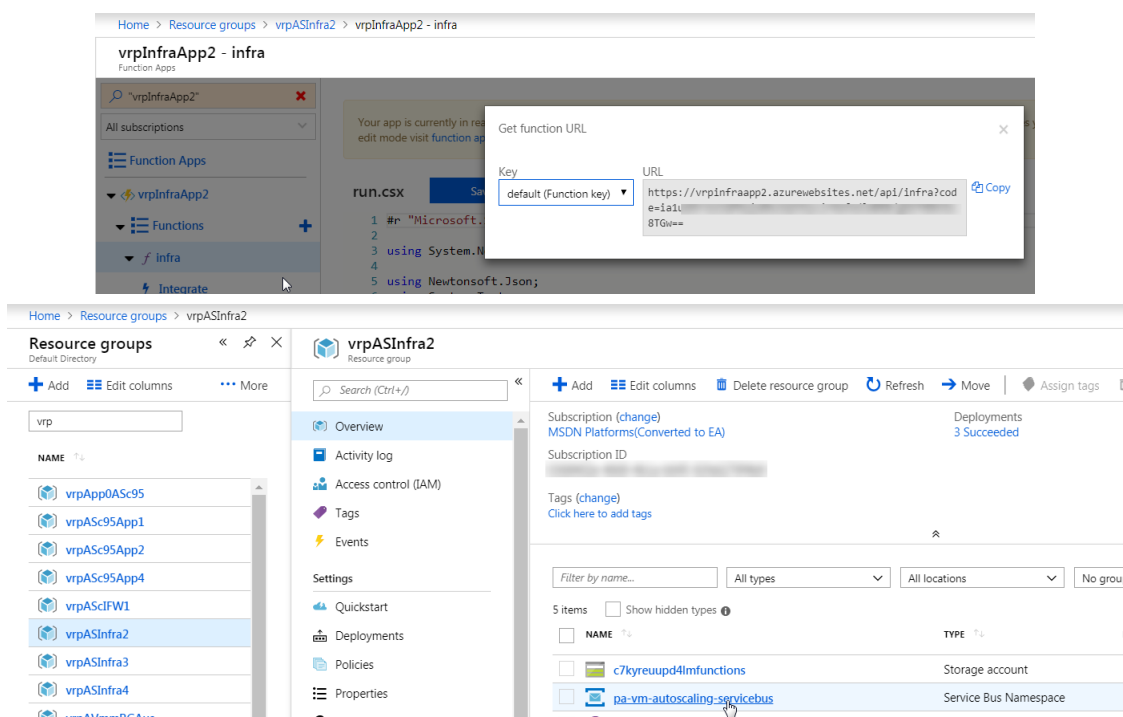 Home > Resource groups > vrpASInfra2 > vrpInfraApp2 - infra
vrpInfraApp2 - infra
Function Apps
"vrpInfraApp2"
All subscriptions
Function Apps
vrpInfraApp2
Functions
infra
Integrate
Your app is currently in rea
edit mode visit function ap
run.csx
Sa
1 #r "Microsoft.
2
3 using System.N
4
5 using Newtonsoft.Json;
Get function URL
Key
default (Function key)
URL
https://vrpinfraapp2.azurewebsites.net/api/infra?cod
e=ia1u
8TGw==
Copy
Home > Resource groups > vrpASInfra2
Resource groups
Default Directory
Add Edit columns More
vrp
NAME
vrpApp0ASc95
vrpASc95App1
vrpASc95App2
vrpASc95App4
vrpAScIFW1
vrpASInfra2
vrpASInfra3
vrpASInfra4
vrpASInfra2
Resource group
Search (Ctrl+/)
Overview
Activity log
Access control (IAM)
Tags
Events
Settings
Quickstart
Deployments
Policies
Properties
Add Edit columns Delete resource group Refresh Move Assign tags
Subscription (change)
MSDN Platforms(Converted to EA)
Subscription ID
Deployments
3 Succeeded
Tags (change)
Click here to add tags
Filter by name... All types All locations No grou
5 items Show hidden types
NAME TYPE
c7kyreuupd4lmfunctions Storage account
pa-vm-autoscaling-servicebus Service Bus Namespace